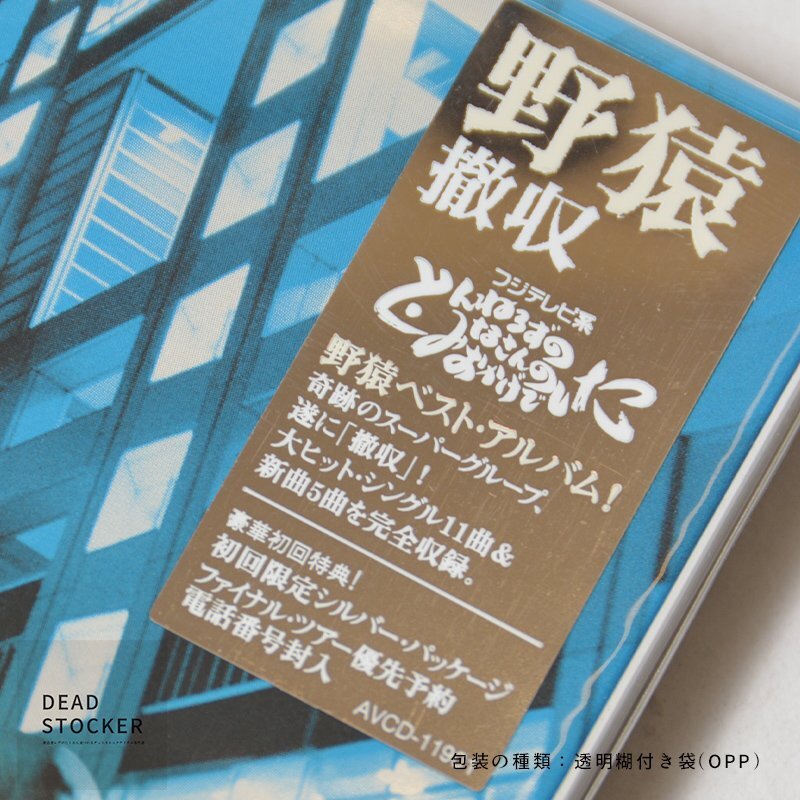 野猿
撤収
フジテレビ系
とんねるずの
みなさんの
おかげでした
野猿ベスト・アルバム!
奇跡のスーパーグループ、
遂に「撤収」!
大ヒット・シングル11曲&
新曲5曲を完全収録。
豪華初回特典!
初回限定シルバー・パッケージ
ファイナル・ツアー優先予約
電話番号封入
DEAD
STOCKER
包装の種類:透明糊付き袋(OPP)